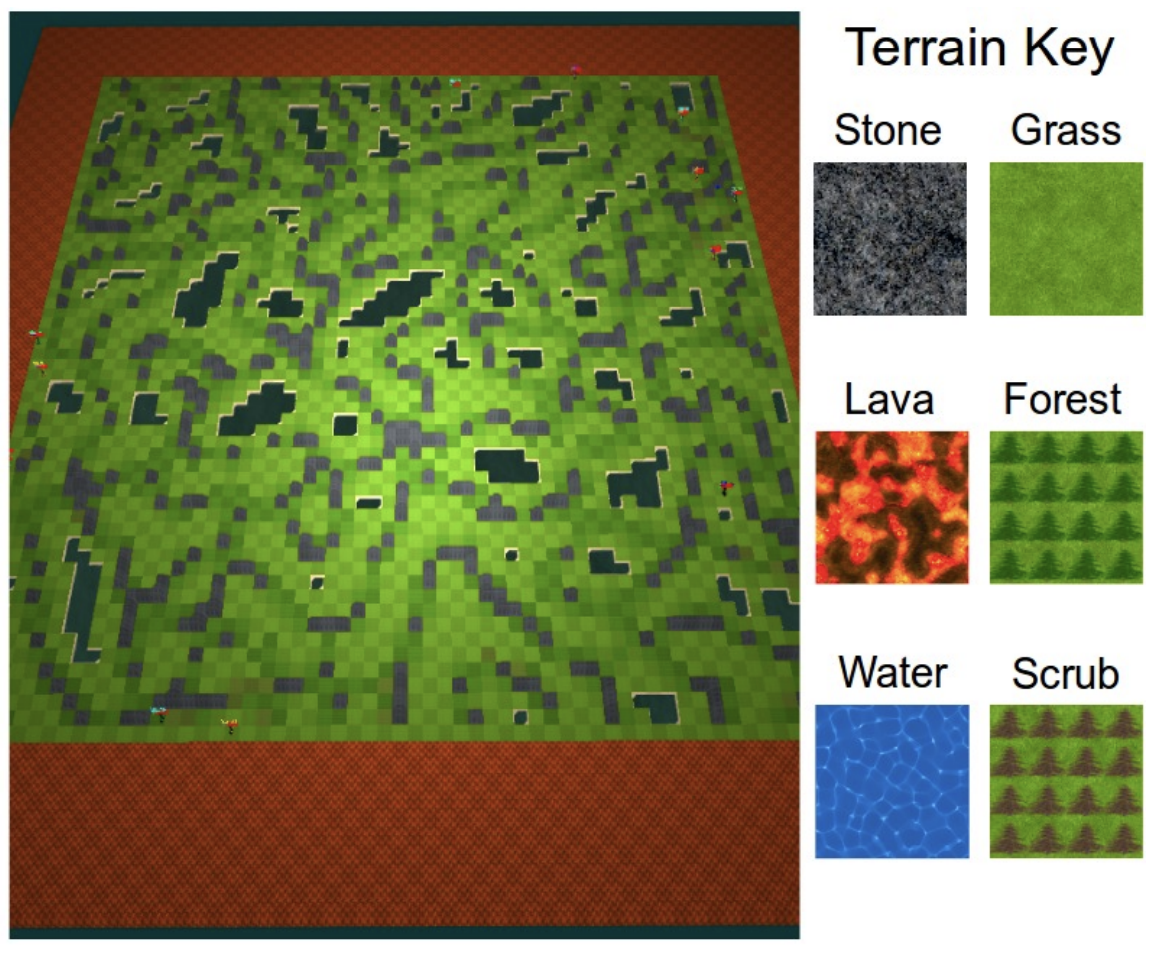 Terrain Key
Stone Grass
Lava Forest
Water Scrub